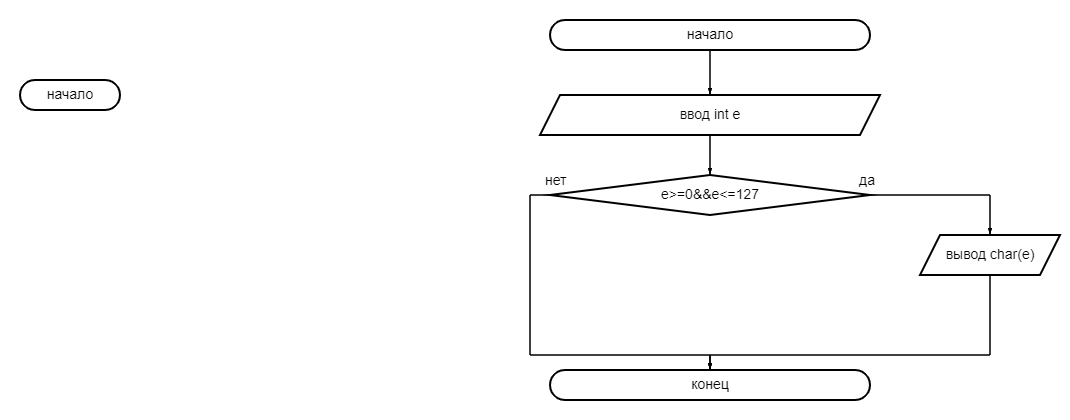 начало
начало
ввод int e
нет
да
e>=0&&e<=127
вывод char(e)
конец